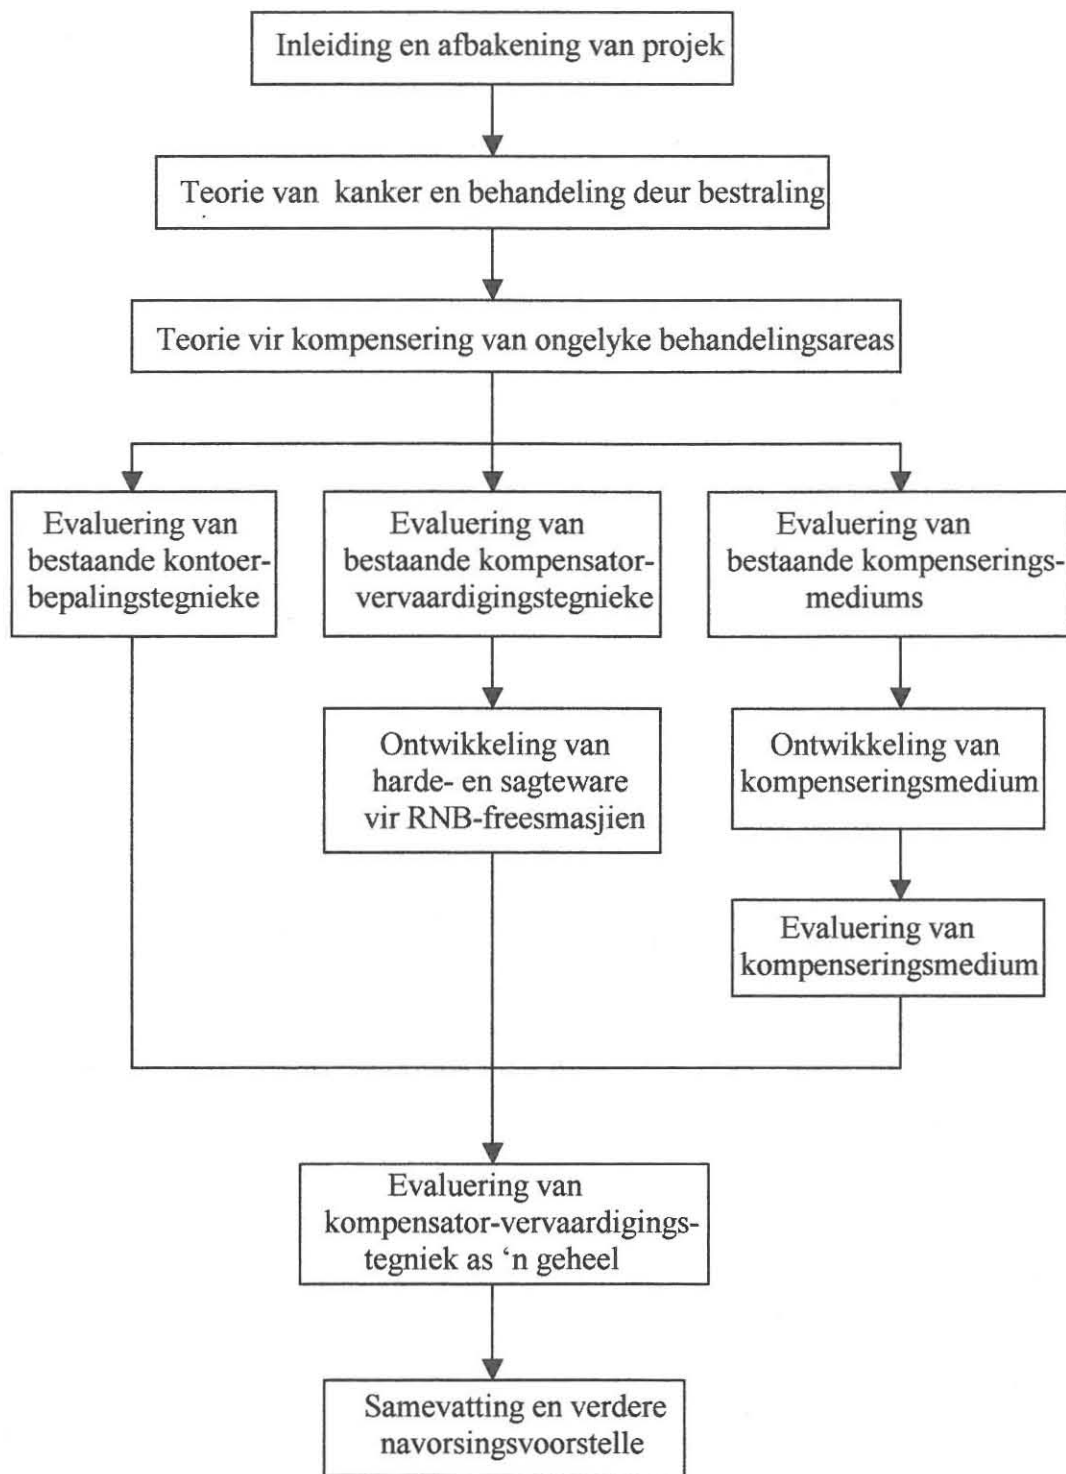 Inleiding en afbakening van projek
Teorie van kanker en behandeling deur bestraling
Teorie vir kompensering van ongelyke behandelingsareas
Evaluering van
bestaande kontoer-
bepalingstegnieke
Evaluering van
bestaande kompensator-
vervaardigingstegnieke
Evaluering van
bestaande kompenserings-
mediums
Ontwikkeling van
harde- en sagteware
vir RNB-freesmasjien
Ontwikkeling van
kompenseringsmedium
Evaluering van
kompenseringsmedium
Evaluering van
kompensator-vervaardigings-
tegniek as ‘n geheel
Samevatting en verdere
navorsingsvoorstelle